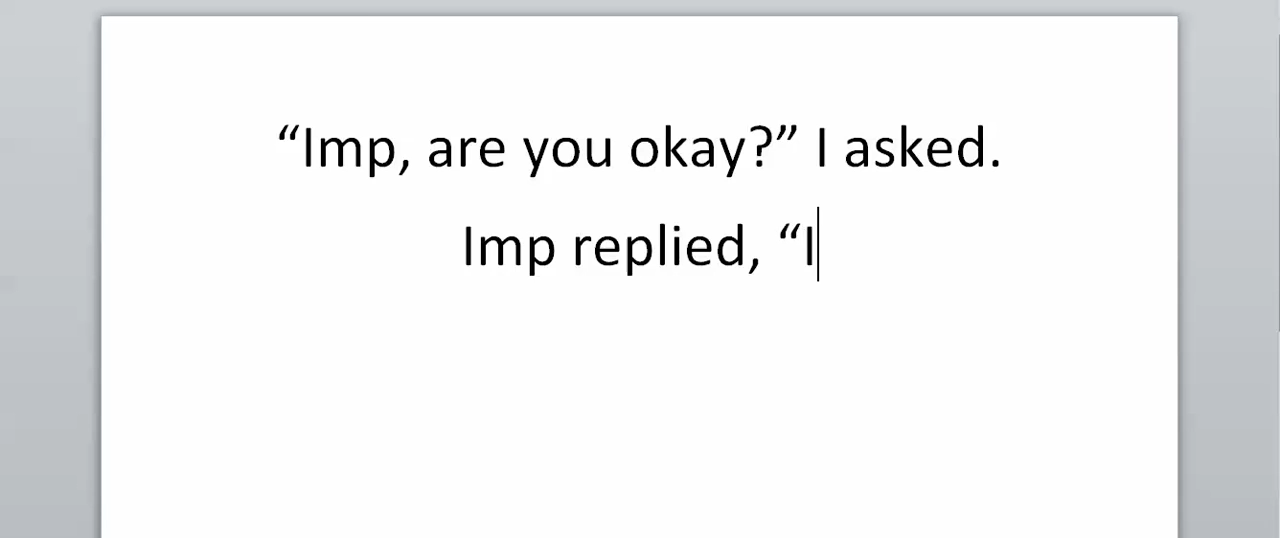 “Imp, are you okay?” I asked.
Imp replied, “I